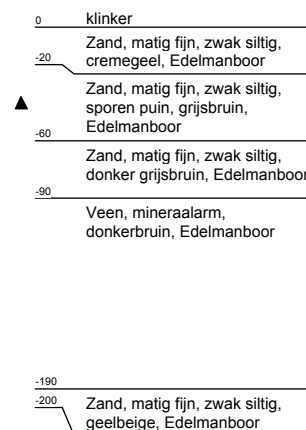 0 klinker
Zand, matig fijn, zwak siltig,
-20 cremegeel, Edelmanboor
Zand, matig fijn, zwak siltig,
sporen puin, grijsbruin,
Edelmanboor
-60
Zand, matig fijn, zwak siltig,
donker grijsbruin, Edelmanboor
-90
Veen, mineraalarm,
donkerbruin, Edelmanboor
-190
-200 Zand, matig fijn, zwak siltig,
geelbeige, Edelmanboor